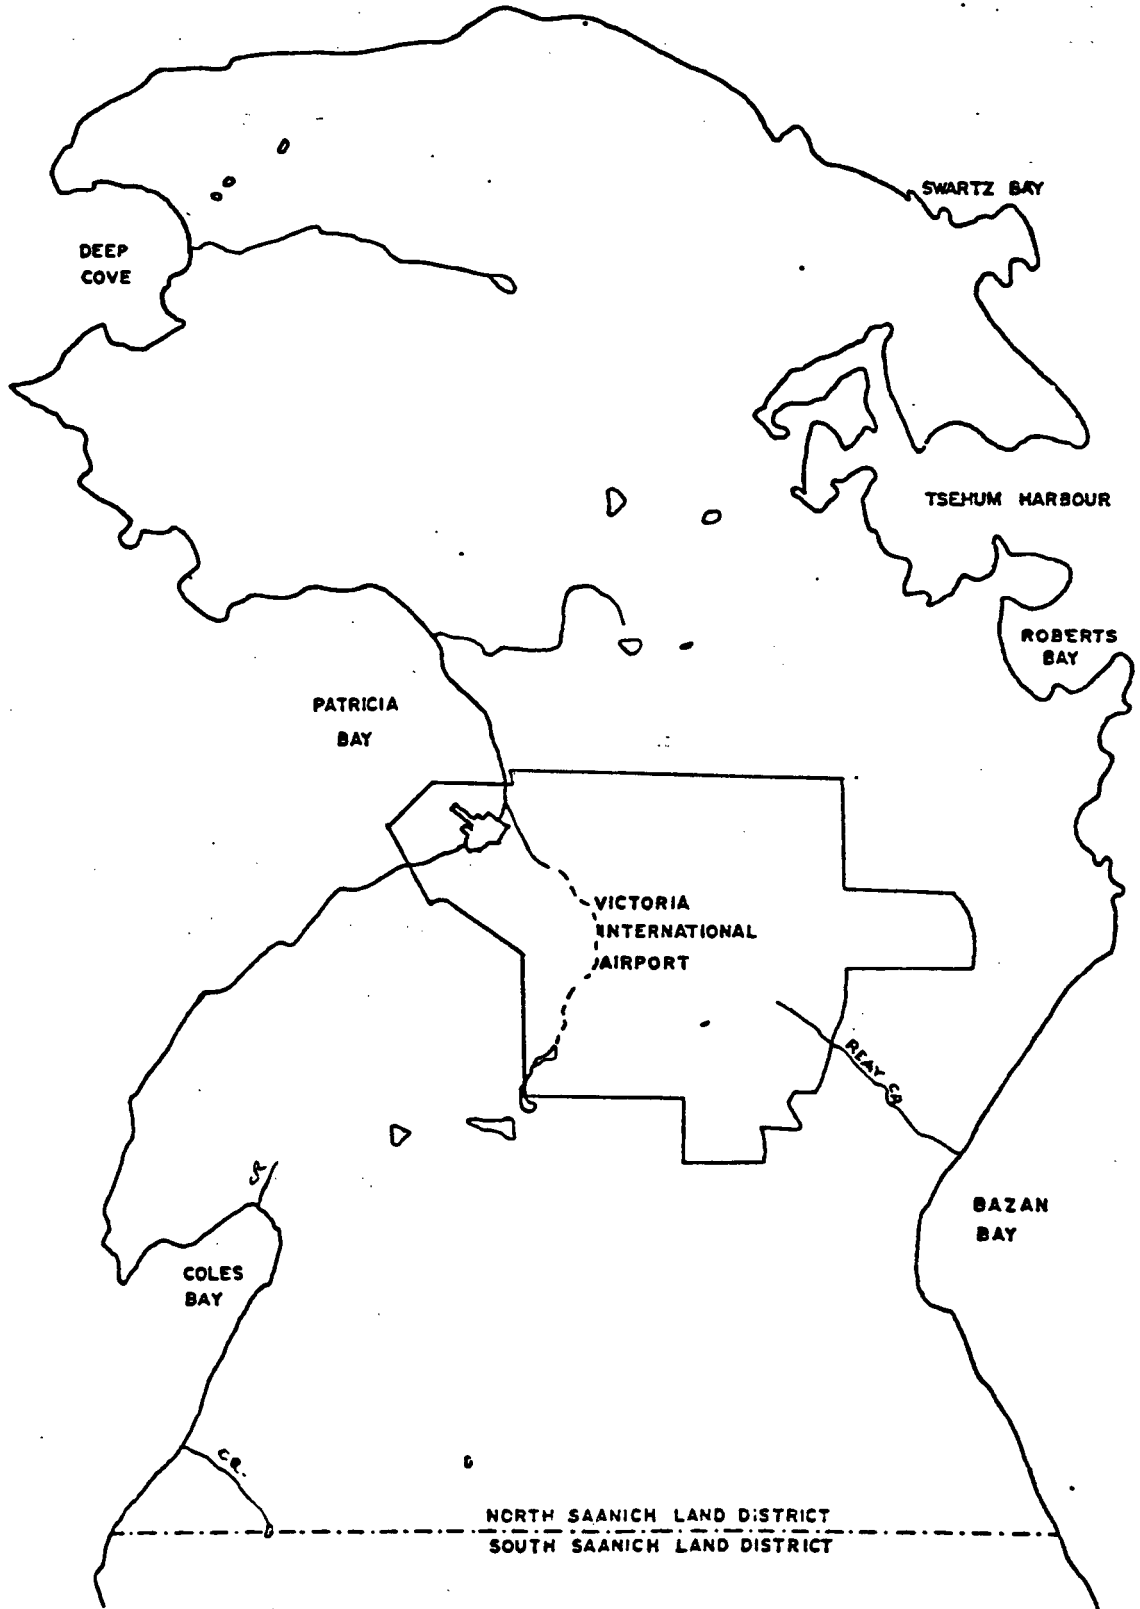 SWARTZ BAY
DEEP
COVE
TSEHUM HARBOUR
ROBERTS
BAY
PATRICIA
BAY
VICTORIA
INTERNATIONAL
AIRPORT
REAY CR
BAZAN
BAY
COLES
BAY
CR.
NORTH SAANICH LAND DISTRICT
SOUTH SAANICH LAND DISTRICT